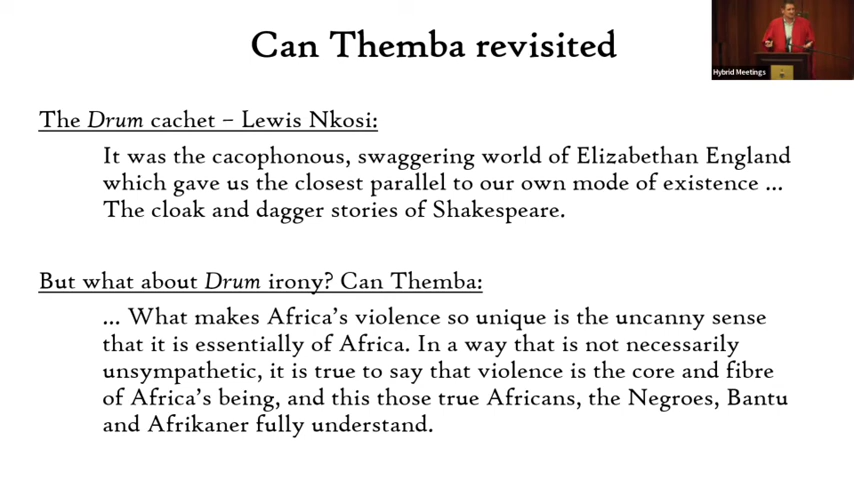 Can Themba revisited
Hybrid Meetings
The Drum cachet – Lewis Nkosi:
It was the cacophonous, swaggering world of Elizabethan England
which gave us the closest parallel to our own mode of existence ...
The cloak and dagger stories of Shakespeare.
But what about Drum irony? Can Themba:
... What makes Africa's violence so unique is the uncanny sense
that it is essentially of Africa. In a way that is not necessarily
unsympathetic, it is true to say that violence is the core and fibre
of Africa's being, and this those true Africans, the Negroes, Bantu
and Afrikaner fully understand.